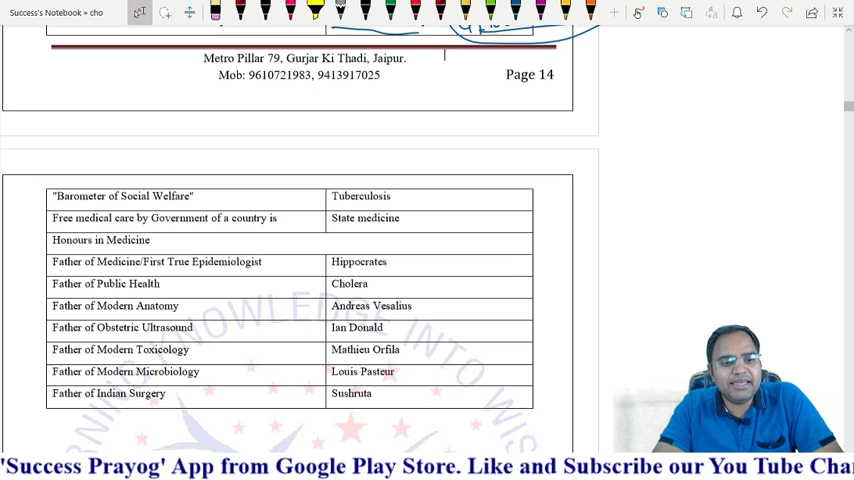 Success's Notebook » cho
Metro Pillar 79, Gurjar Ki Thadi, Jaipur.
Mob: 9610721983, 9413917025
Page 14
"Barometer of Social Welfare" Tuberculosis
Free medical care by Government of a country is State medicine
Honours in Medicine
Father of Medicine/First True Epidemiologist Hippocrates
Father of Public Health Cholera
Father of Modern Anatomy Andreas Vesalius
Father of Obstetric Ultrasound Ian Donald
Father of Modern Toxicology Mathieu Orfila
Father of Modern Microbiology Louis Pasteur
Father of Indian Surgery Sushruta
KNOWLEDGE INTO
'Success Prayog' App from Google Play Store. Like and Subscribe our You Tube Cha